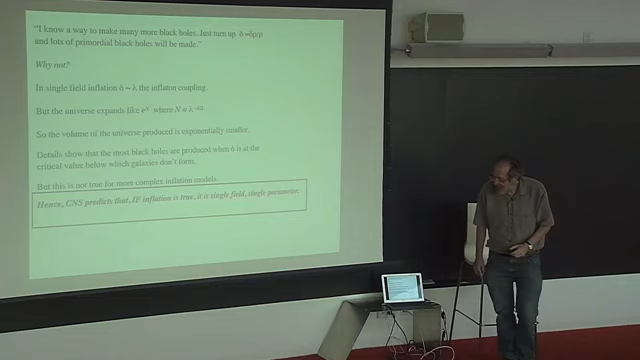 "I know a way to make many more black holes. Just turn up δ ~δρ/ρ
and lots of primordial black holes will be made."
Why not?
In single field inflation δ ~ λ, the inflaton coupling.
But the universe expands like e^N where N ≈ λ
So the volume of the universe produced is exponentially smaller.
Details show that the most black holes are produced when δ is at the
critical value below which galaxies don't form.
But this is not true for more complex inflation models.
Hence, CNS predicts that, IF inflation is true, it is single field, single parameter.